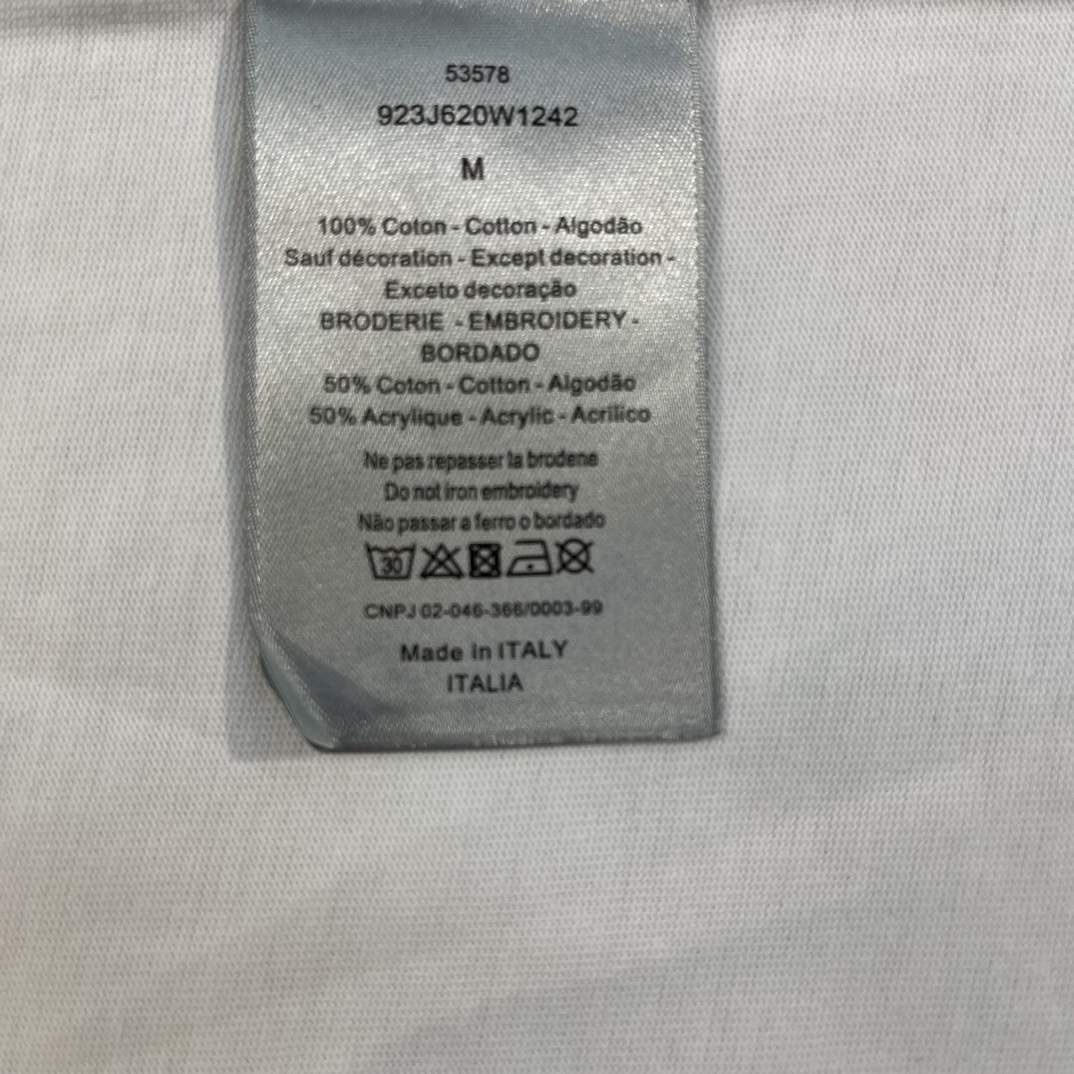 53578
923J620W1242
M
100% Coton - Cotton - Algodão
Sauf décoration - Except decoration -
Exceto decoração
BRODERIE - EMBROIDERY -
BORDADO
50% Coton - Cotton - Algodão
50% Acrylique - Acrylic - Acrílico
Ne pas repasser la brodene
Do not iron embroidery
Não passar a ferro o bordado
30
CNPJ 02-046-366/0003-99
Made in ITALY
ITALIA